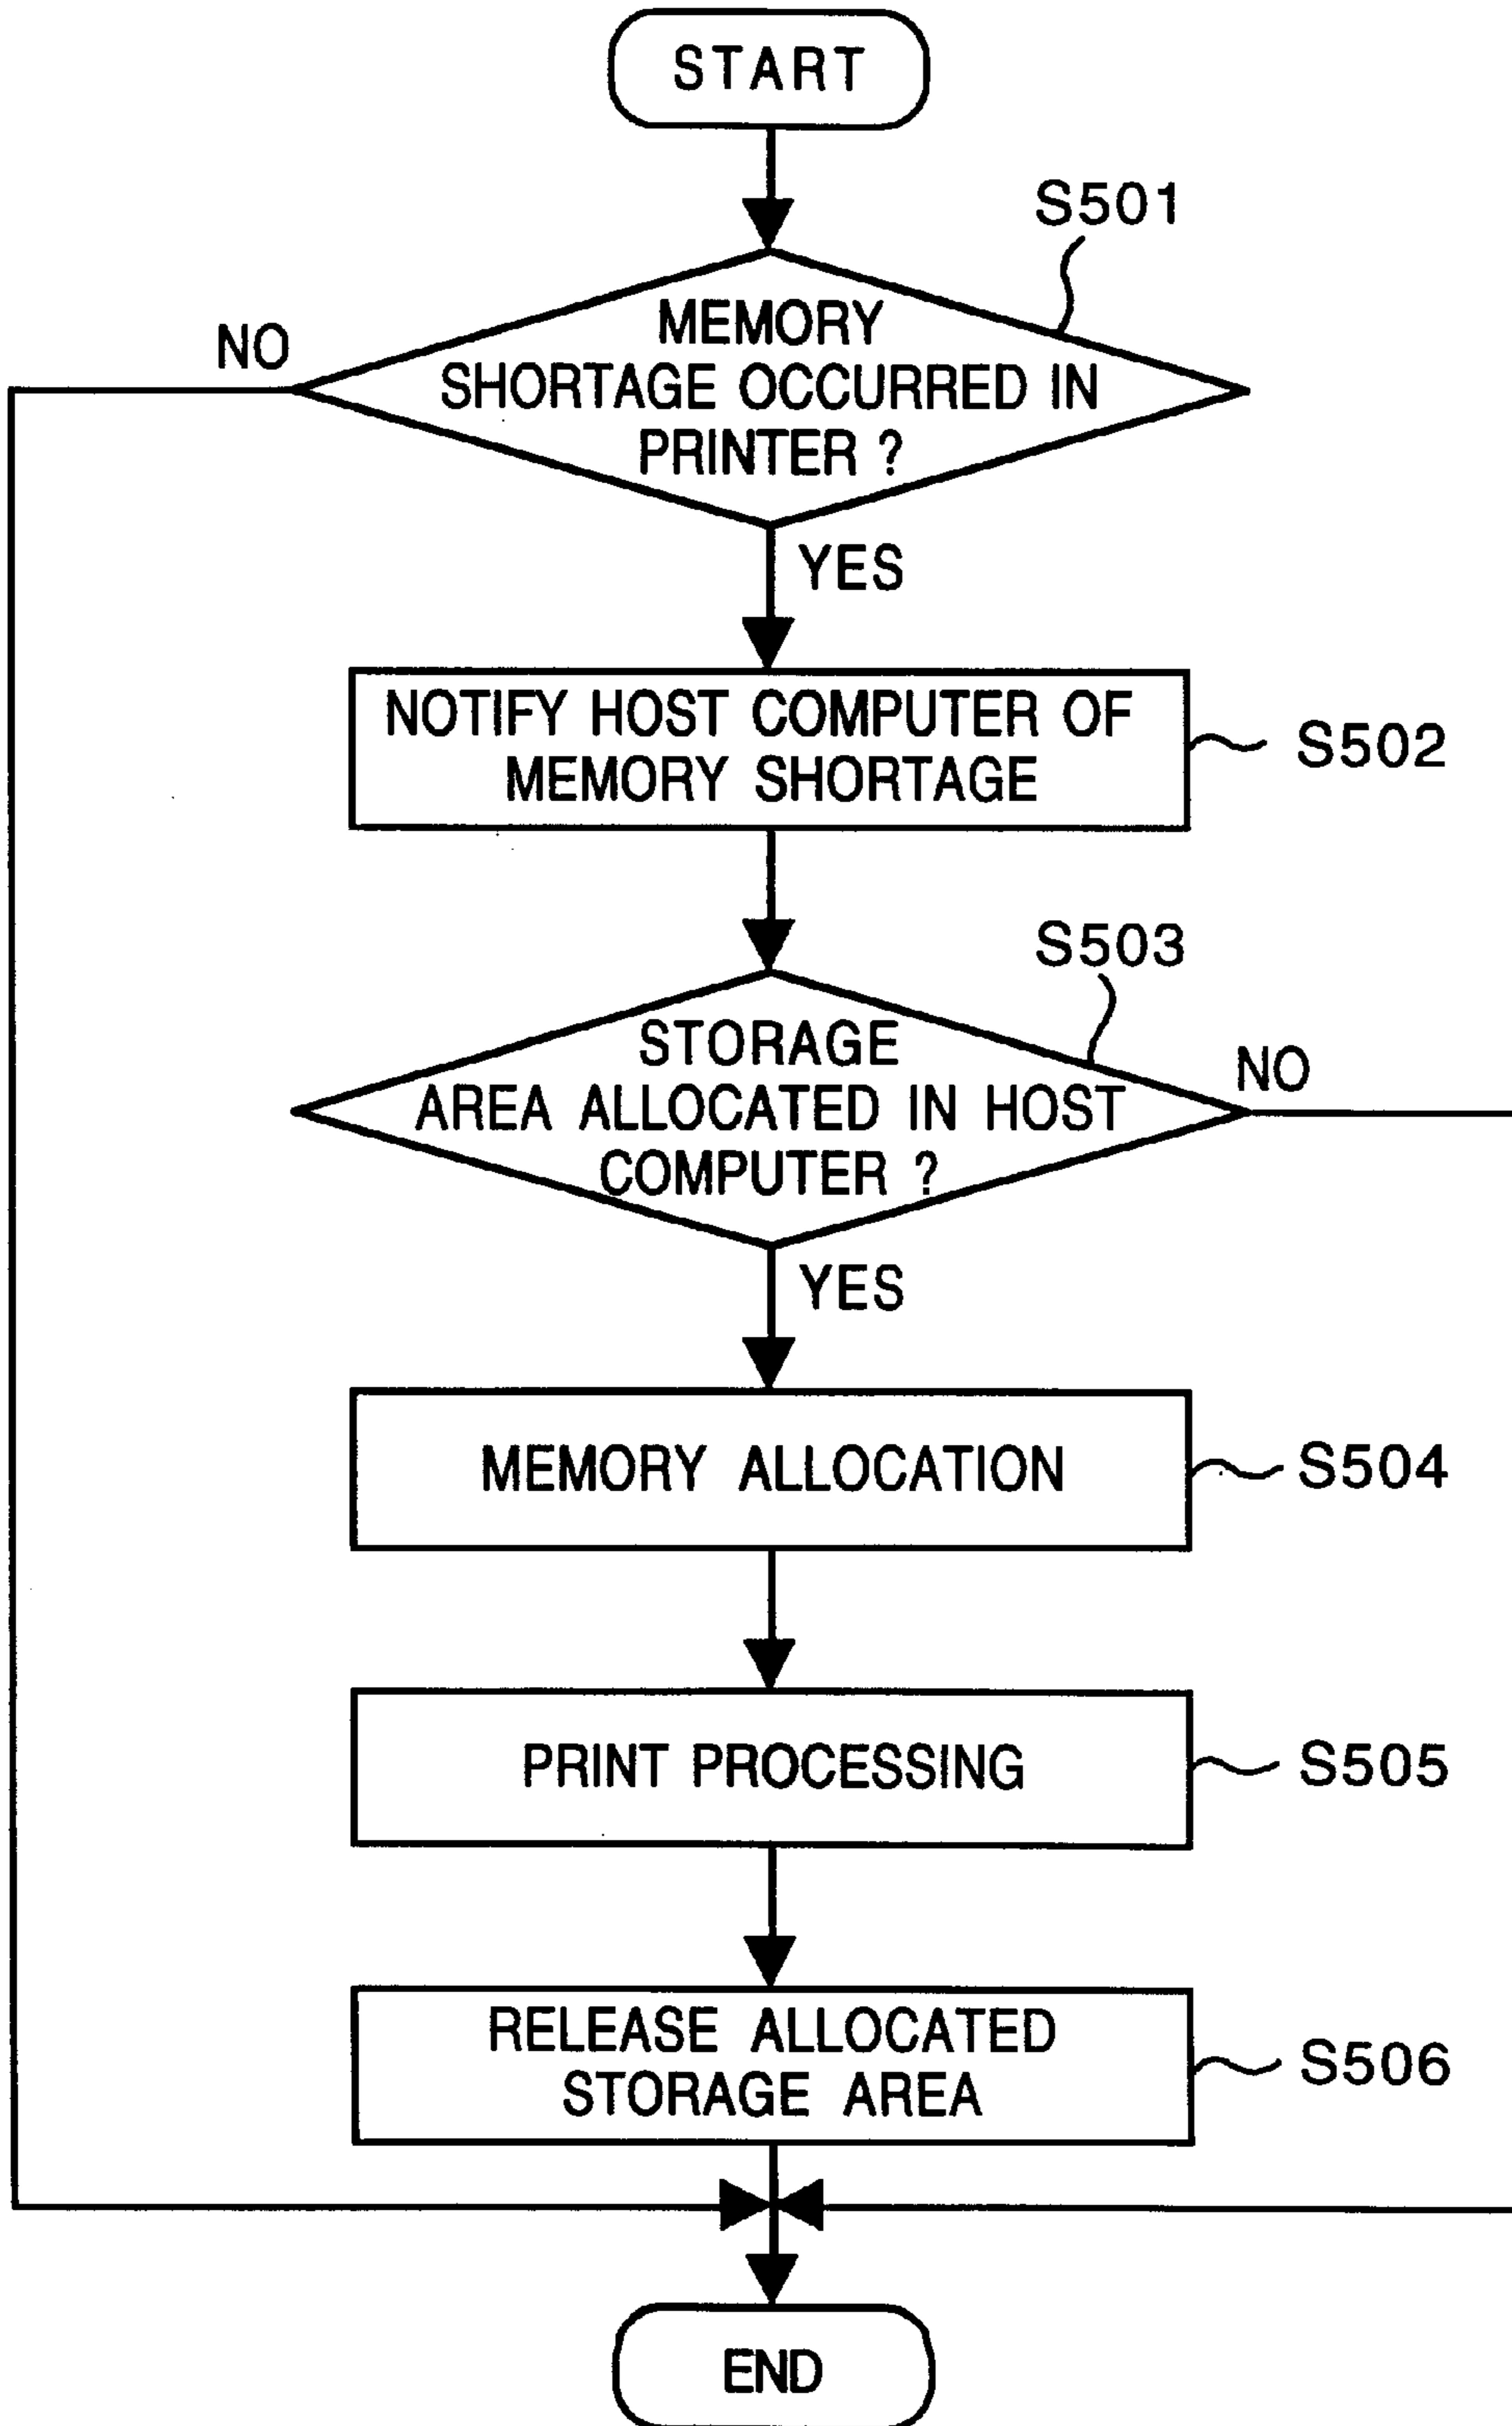 START
S501
MEMORY
NO
SHORTAGE OCCURRED IN
PRINTER ?
YES
NOTIFY HOST COMPUTER OF
MEMORY SHORTAGE
S502
S503
STORAGE
NO
AREA ALLOCATED IN HOST
COMPUTER ?
YES
MEMORY ALLOCATION
S504
PRINT PROCESSING
S505
RELEASE ALLOCATED
STORAGE AREA
S506
END